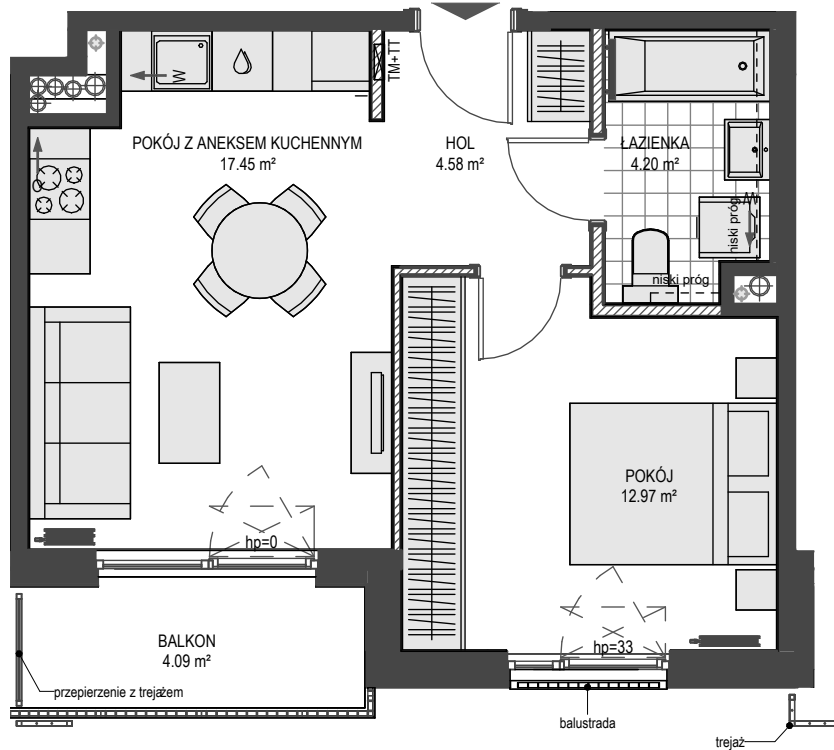 TM+TT
POKÓJ Z ANEKSEM KUCHENNYM
17.45 m²
HOL
4.58 m²
ŁAZIENKA
4.20 m²
niski próg
niski próg
POKÓJ
12.97 m²
hp=0
hp=33
BALKON
4.09 m²
przepierzenie z trejażem
balustrada
trejaż